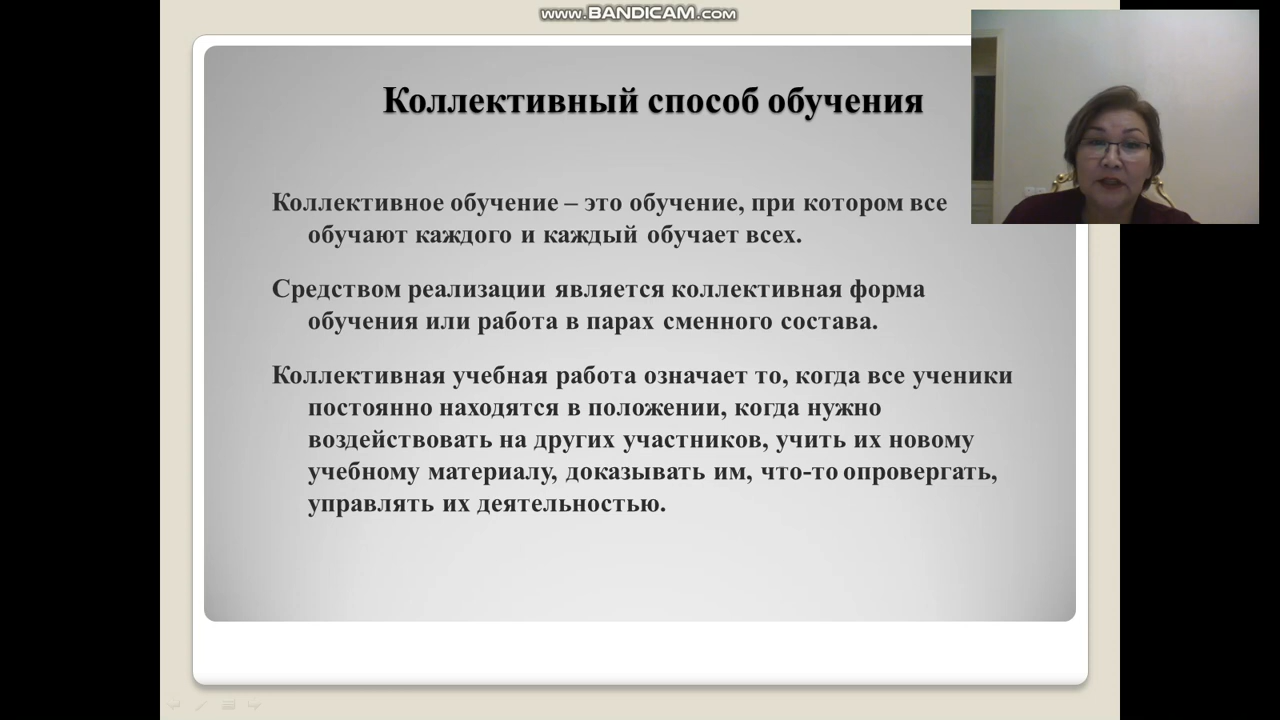 www.BANDICAM.com
Коллективный способ обучения
Коллективное обучение – это обучение, при котором все
обучают каждого и каждый обучает всех.
Средством реализации является коллективная форма
обучения или работа в парах сменного состава.
Коллективная учебная работа означает то, когда все ученики
постоянно находятся в положении, когда нужно
воздействовать на других участников, учить их новому
учебному материалу, доказывать им, что-то опровергать,
управлять их деятельностью.